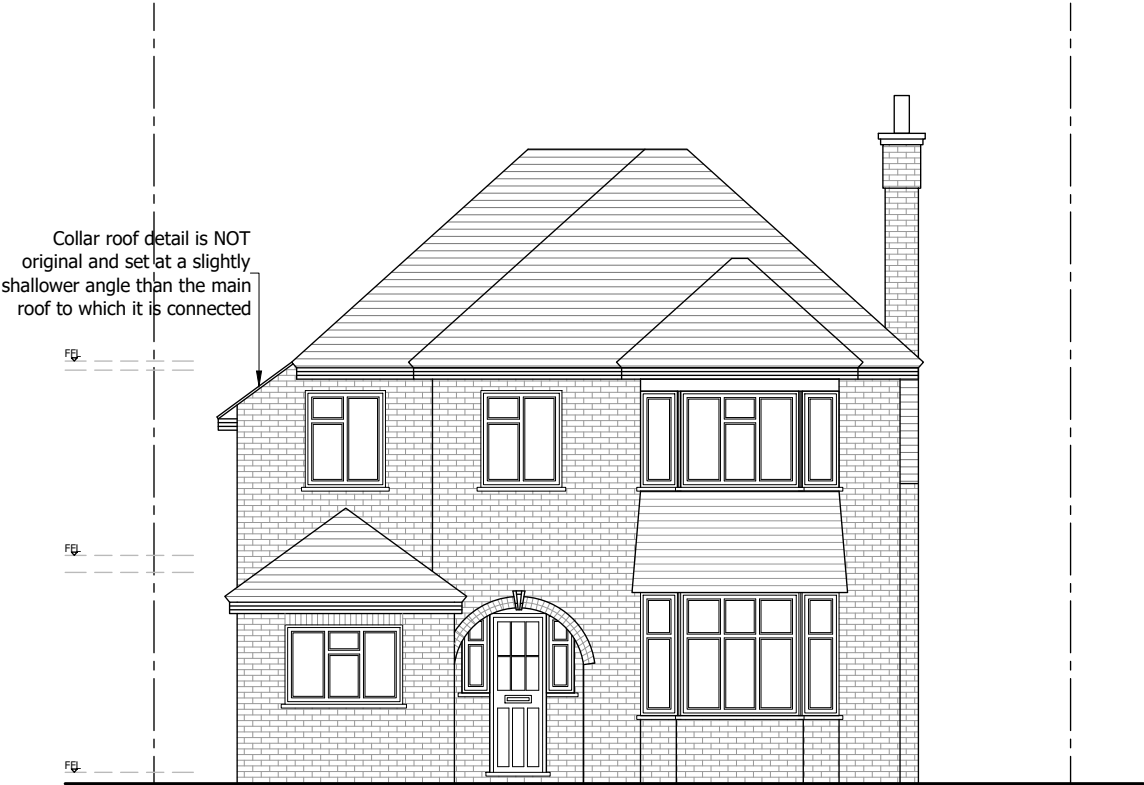 Collar roof detail is NOT
original and set at a slightly
shallower angle than the main
roof to which it is connected
FFL
FFL
FFL